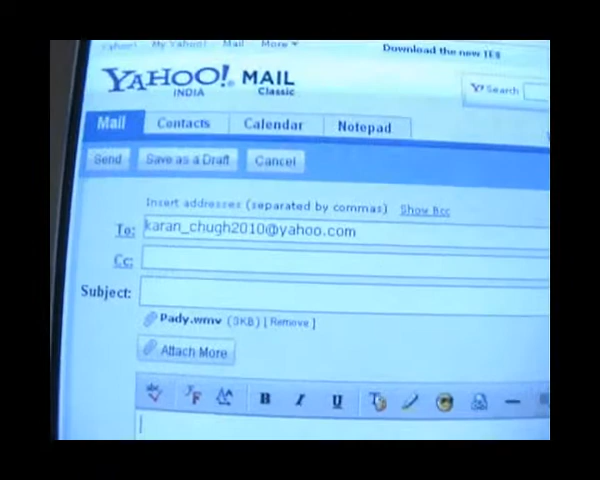 Yahoo! My Yahoo! Mail More
Download the new IE8
YAHOO! MAIL
INDIA Classic
Y! Search
Mail Contacts Calendar Notepad
Send Save as a Draft Cancel
Insert addresses (separated by commas) Show Bcc
To: karan_chugh2010@yahoo.com
Cc:
Subject:
Pady.wmv (3KB) [ Remove ]
Attach More
B I U